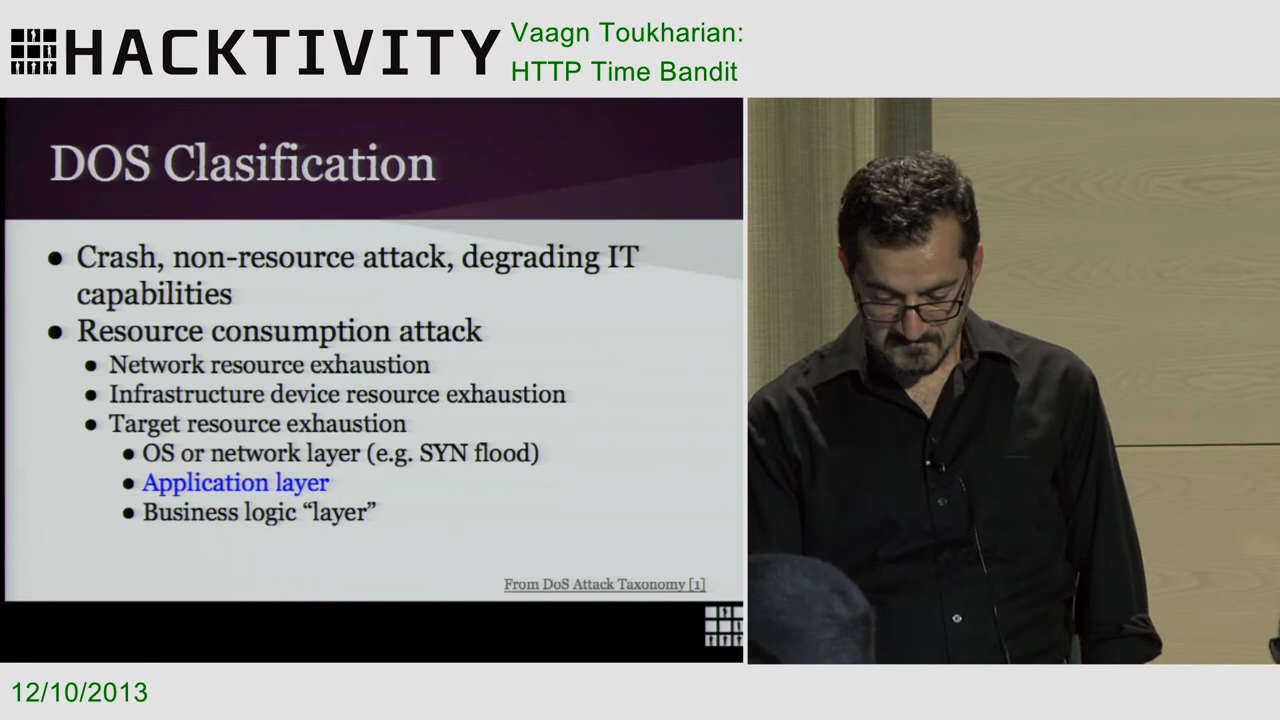 HACKTIVITY
Vaagn Toukharian:
HTTP Time Bandit
DOS Clasification
● Crash, non-resource attack, degrading IT
capabilities
● Resource consumption attack
● Network resource exhaustion
● Infrastructure device resource exhaustion
● Target resource exhaustion
● OS or network layer (e.g. SYN flood)
● Application layer
● Business logic “layer”
From DoS Attack Taxonomy [1]
12/10/2013